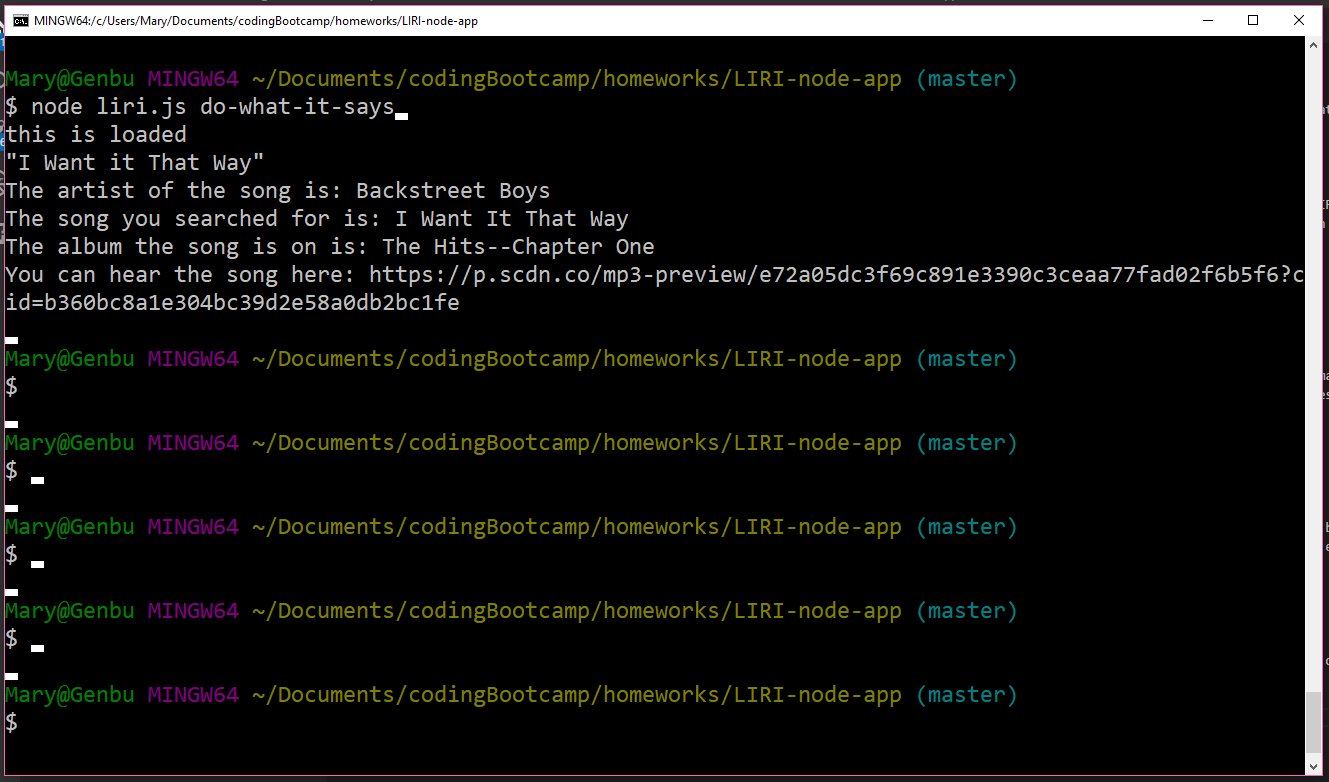 MINGW64:/c/Users/Mary/Documents/codingBootcamp/homeworks/LIRI-node-app
Mary@Genbu MINGW64 ~/Documents/codingBootcamp/homeworks/LIRI-node-app (master)
$ node liri.js do-what-it-says
this is loaded
"I Want it That Way"
The artist of the song is: Backstreet Boys
The song you searched for is: I Want It That Way
The album the song is on is: The Hits--Chapter One
You can hear the song here: https://p.scdn.co/mp3-preview/e72a05dc3f69c891e3390c3ceaa77fad02f6b5f6?c
id=b360bc8a1e304bc39d2e58a0db2bc1fe
Mary@Genbu MINGW64 ~/Documents/codingBootcamp/homeworks/LIRI-node-app (master)
$
Mary@Genbu MINGW64 ~/Documents/codingBootcamp/homeworks/LIRI-node-app (master)
$
Mary@Genbu MINGW64 ~/Documents/codingBootcamp/homeworks/LIRI-node-app (master)
$
Mary@Genbu MINGW64 ~/Documents/codingBootcamp/homeworks/LIRI-node-app (master)
$
Mary@Genbu MINGW64 ~/Documents/codingBootcamp/homeworks/LIRI-node-app (master)
$